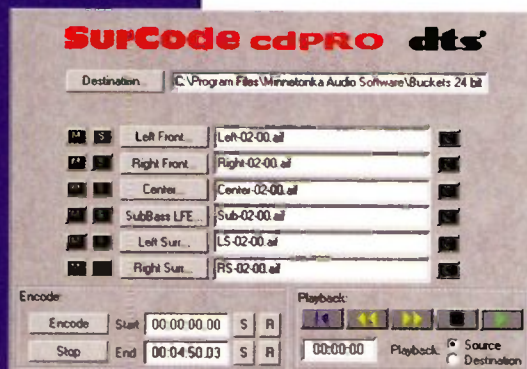 SurCode cdPRO dts
Destination... C:\Program Files\Minnetonka Audio Software\Buckets 24 bit
M S Left Front... Left-02-00.aif
Right Front... Right-02-00.aif
Center... Center-02-00.aif
SubBass LFE... Sub-02-00.aif
Left Surr... LS-02-00.aif
Right Surr... RS-02-00.aif
Encode: Playback:
Encode Start 00:00:00.00 S R
Stop End 00:04:50.03 S R 00:00:00 Playback: Source
Destination